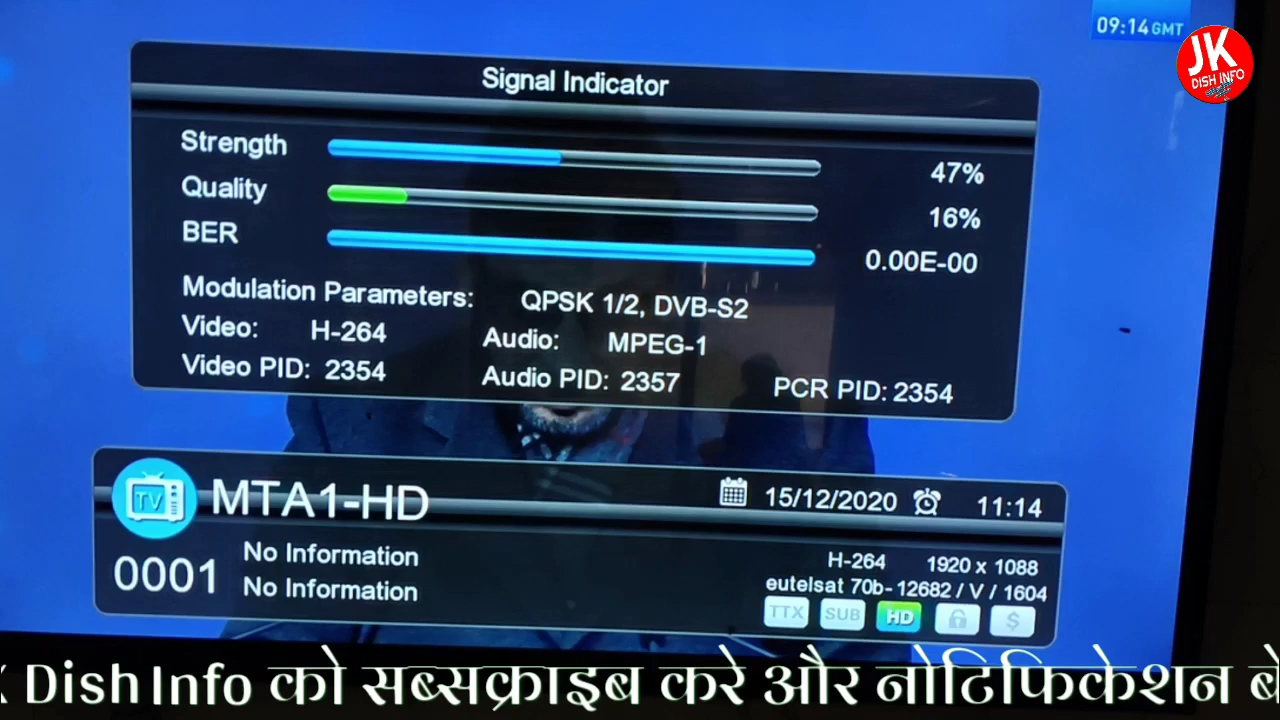 09:14 GMT
JK
DISH INFO
Signal Indicator
Strength 47%
Quality 16%
BER 0.00E-00
Modulation Parameters: QPSK 1/2, DVB-S2
Video: H-264 Audio: MPEG-1
Video PID: 2354 Audio PID: 2357 PCR PID: 2354
TV MTA1-HD 15/12/2020 11:14
0001 No Information
No Information
H-264 1920 x 1088
eutelsat 70b- 12682 / V / 1604
TTX SUB HD $
Dish Info को सब्सक्राइब करे और नोटिफिकेशन